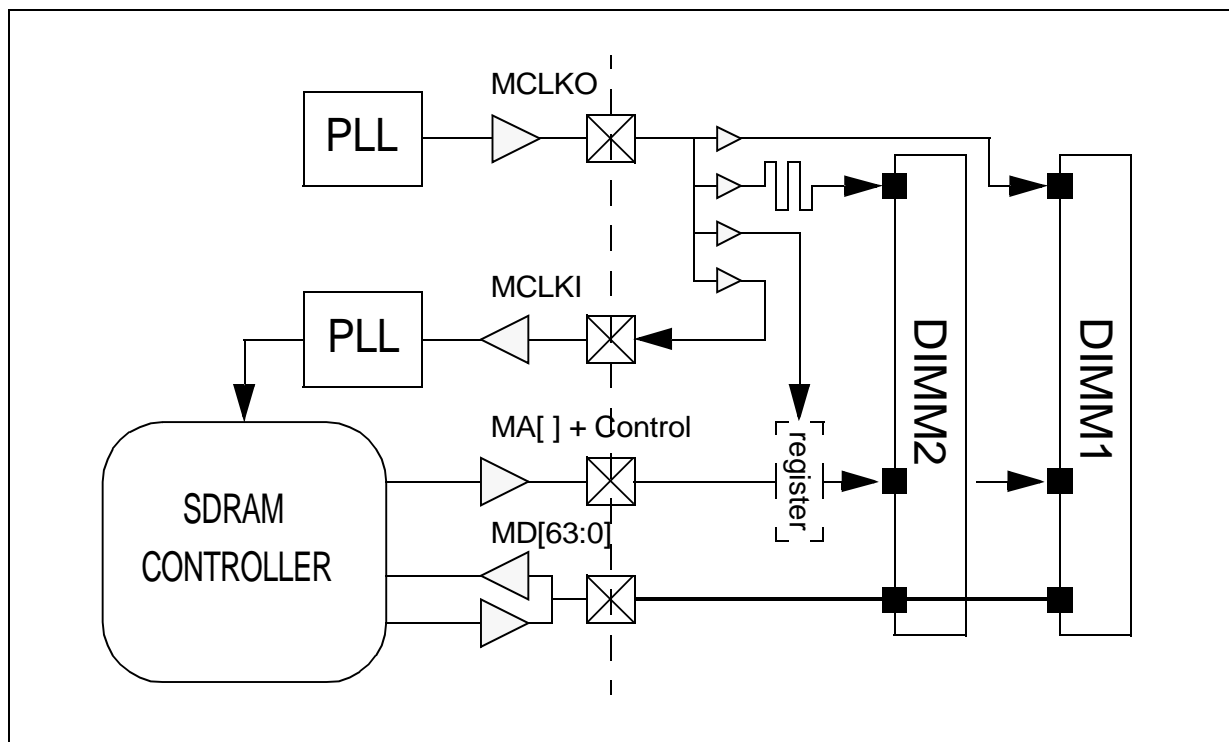 MCLKO
PLL
MCLKI
PLL
MA[ ] + Control
register
DIMM2
DIMM1
SDRAM
CONTROLLER
MD[63:0]